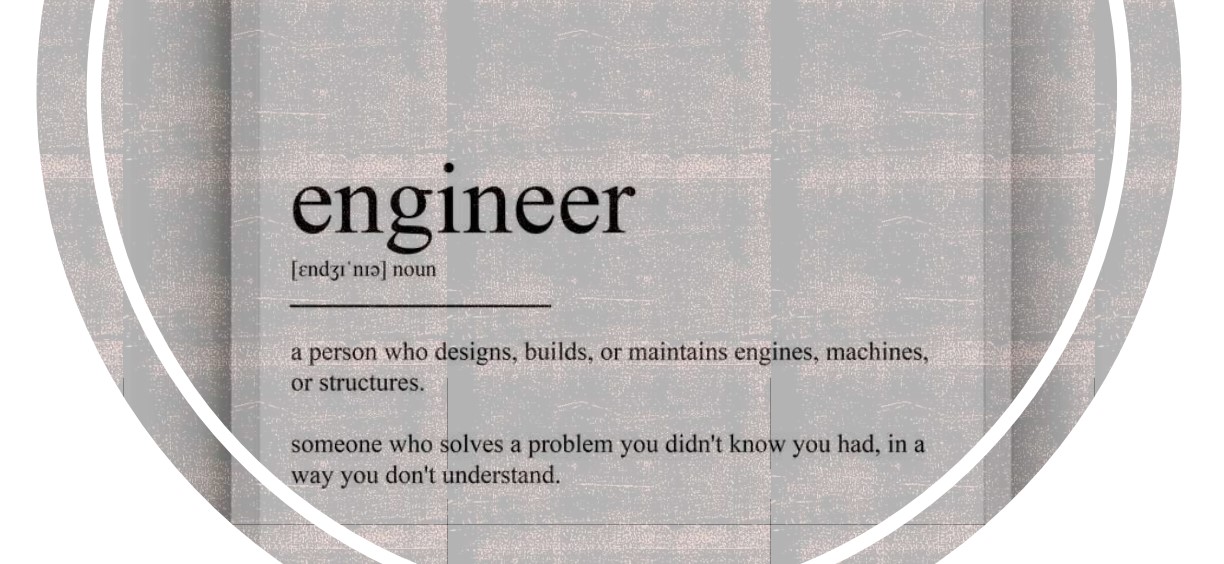 engineer
[ɛndʒɪˈnɪə] noun
a person who designs, builds, or maintains engines, machines,
or structures.
someone who solves a problem you didn't know you had, in a
way you don't understand.